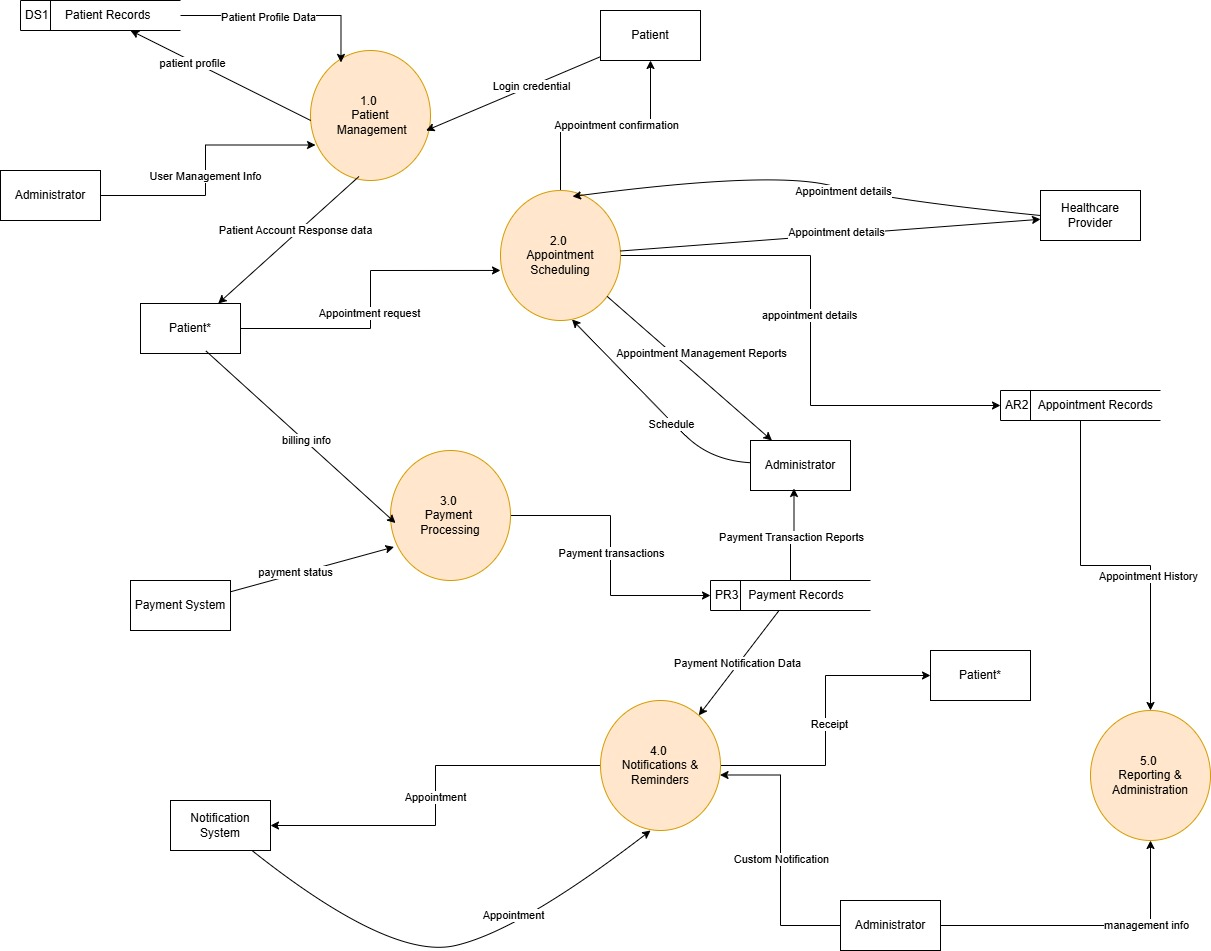 DS1 Patient Records
Patient Profile Data
Patient
patient profile
Login credential
1.0
Patient
Management
Appointment confirmation
User Management Info
Administrator
Appointment details
Healthcare
Provider
Patient Account Response data
Appointment details
2.0
Appointment
Scheduling
Appointment request
appointment details
Patient*
Appointment Management Reports
AR2 Appointment Records
Schedule
billing info
Administrator
3.0
Payment
Processing
Payment Transaction Reports
Payment transactions
payment status
Appointment History
Payment System
PR3 Payment Records
Payment Notification Data
Patient*
Receipt
4.0
Notifications &
Reminders
5.0
Reporting &
Administration
Appointment
Notification
System
Custom Notification
Appointment
Administrator
management info